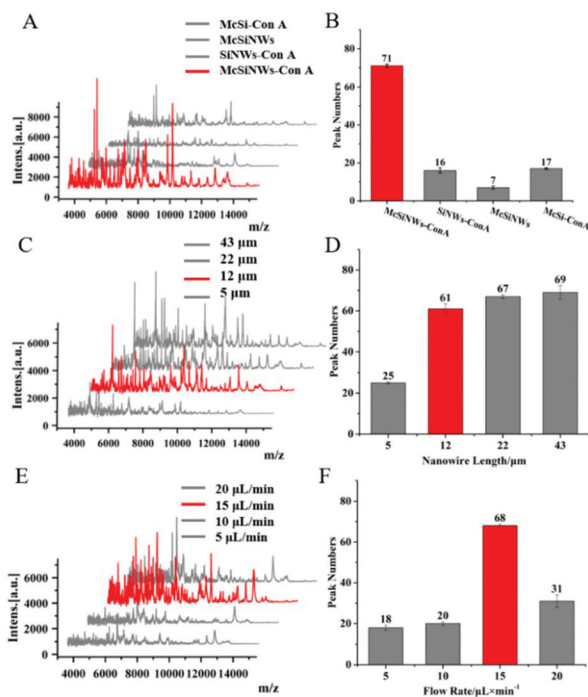 A
McSi-Con A
McSiNWs
SiNWs-Con A
McSiNWs-Con A
8000
6000
4000
2000
0
Intens.[a.u.]
4000 6000 8000 10000 12000 14000
m/z
B
80
60
40
20
0
Peak Numbers
71
16
7
17
McSiNWs-ConA
SiNWs-ConA
McSiNWs
McSi-ConA
C
43 μm
22 μm
12 μm
5 μm
8000
6000
4000
2000
0
Intens.[a.u.]
4000 6000 8000 10000 12000 14000
m/z
D
80
60
40
20
0
Peak Numbers
25
61
67
69
5 12 22 43
Nanowire Length/μm
E
20 μL/min
15 μL/min
10 μL/min
5 μL/min
6000
4000
2000
0
Intens.[a.u.]
4000 6000 8000 10000 12000 14000
m/z
F
80
60
40
20
0
Peak Numbers
18
20
68
31
5 10 15 20
Flow Rate/μL×min⁻¹